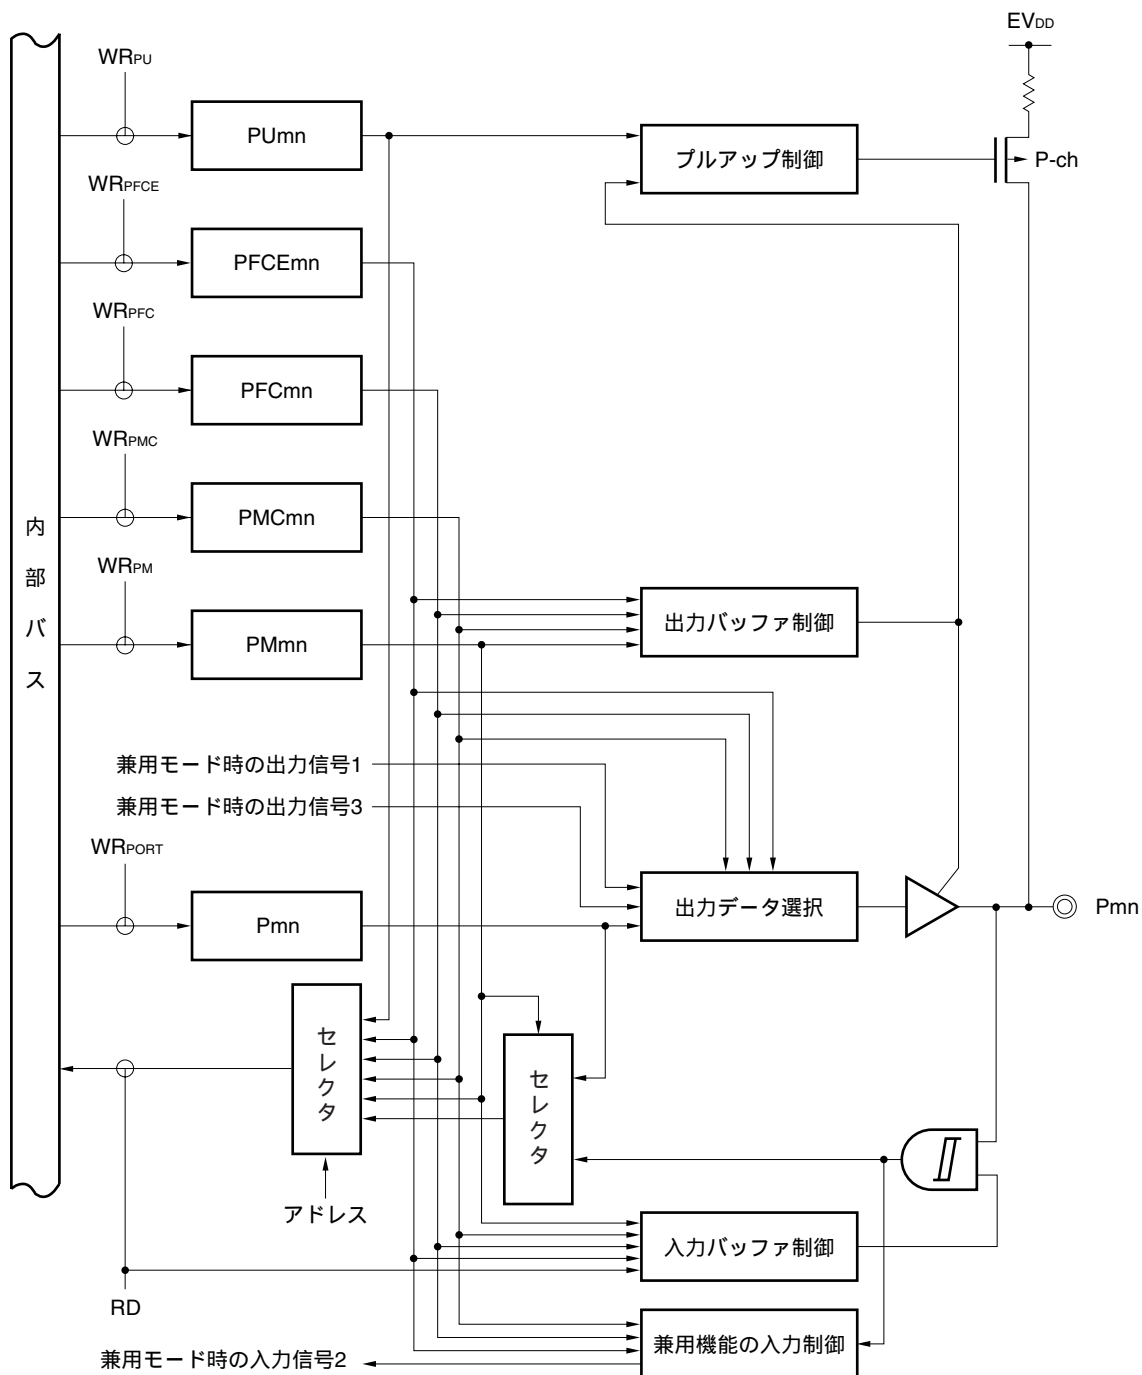 EVDD
WRPU
PUmn
プルアップ制御
P-ch
WRPFCE
PFCEmn
WRPFC
PFCmn
WRPMC
PMCmn
内部バス
WRPM
PMmn
出力バッファ制御
兼用モード時の出力信号1
兼用モード時の出力信号3
WRPORT
Pmn
出力データ選択
Pmn
セレクタ
セレクタ
アドレス
入力バッファ制御
RD
兼用機能の入力制御
兼用モード時の入力信号2